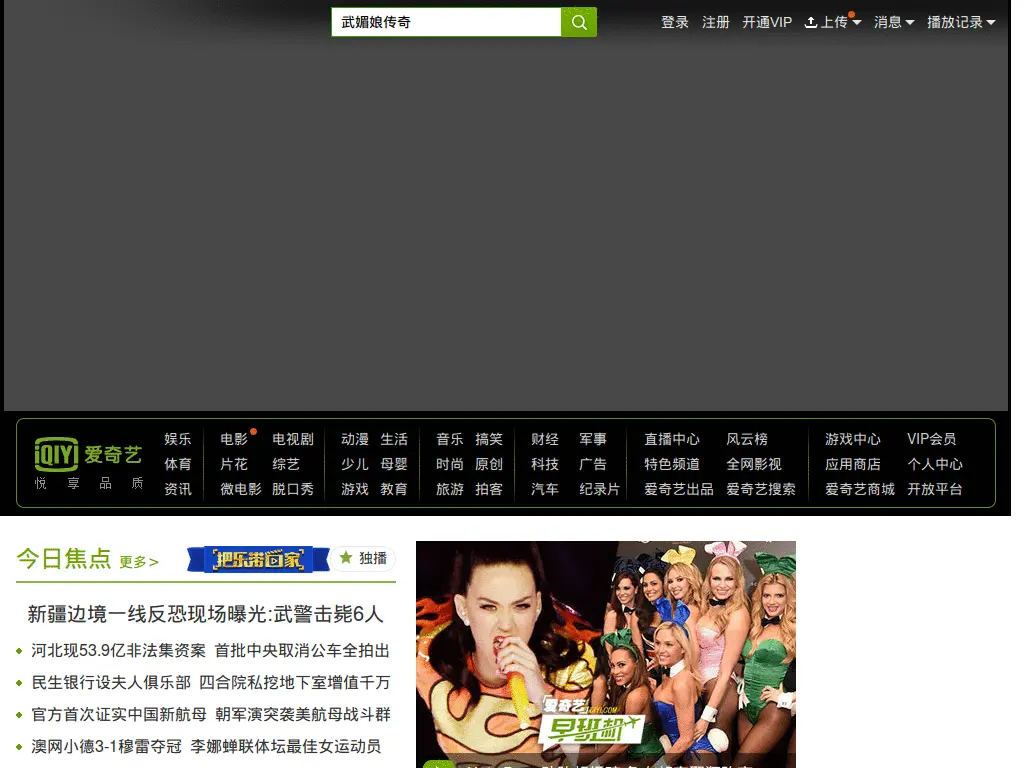 武媚娘传奇
登录 注册 开通VIP 上传 消息 播放记录
iQIYI 爱奇艺
悦 享 品 质
娱乐 电影 电视剧 动漫 生活 音乐 搞笑 财经 军事 直播中心 风云榜 游戏中心 VIP会员
体育 片花 综艺 少儿 母婴 时尚 原创 科技 广告 特色频道 全网影视 应用商店 个人中心
资讯 微电影 脱口秀 游戏 教育 旅游 拍客 汽车 纪录片 爱奇艺出品 爱奇艺搜索 爱奇艺商城 开放平台
今日焦点 更多>
把乐带回家
独播
新疆边境一线反恐现场曝光:武警击毙6人
河北现53.9亿非法集资案 首批中央取消公车全拍出
民生银行设夫人俱乐部 四合院私挖地下室增值千万
官方首次证实中国新航母 朝军演突袭美航母战斗群
澳网小德3-1穆雷夺冠 李娜蝉联体坛最佳女运动员
爱奇艺
早班机